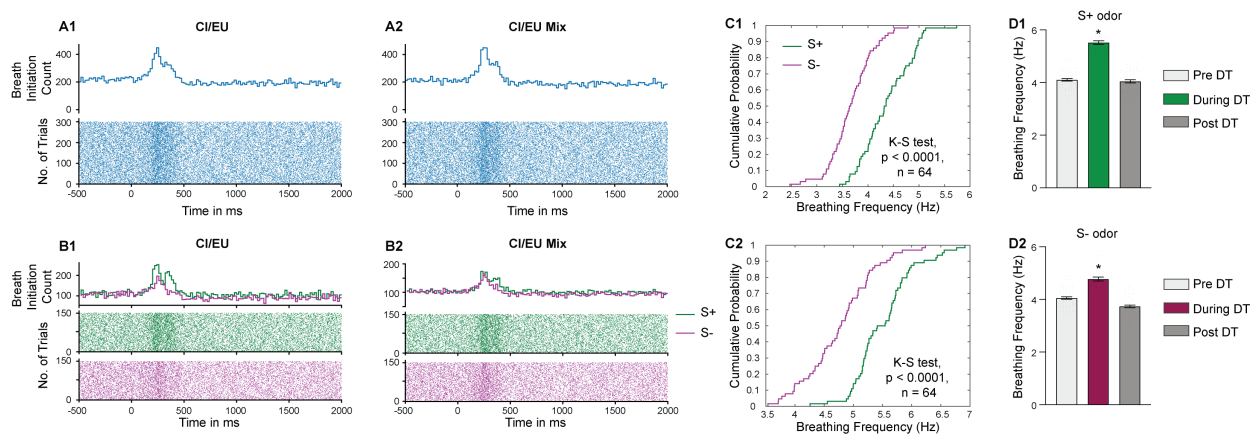 A1
CI/EU
Breath
Initiation
Count
400
200
0
No. of Trials
300
200
100
0
-500
0
500
1000
1500
2000
Time in ms
A2
CI/EU Mix
400
200
0
300
200
100
0
-500
0
500
1000
1500
2000
Time in ms
B1
CI/EU
Breath
Initiation
Count
200
100
No. of Trials
150
0
150
0
-500
0
500
1000
1500
2000
Time in ms
B2
CI/EU Mix
200
100
150
0
150
0
-500
0
500
1000
1500
2000
Time in ms
S+
S-
C1
Cumulative Probability
1
0.9
0.8
0.7
0.6
0.5
0.4
0.3
0.2
0.1
0
S+
S-
K-S test,
p < 0.0001,
n = 64
2
2.5
3
3.5
4
4.5
5
5.5
6
Breathing Frequency (Hz)
C2
Cumulative Probability
1
0.9
0.8
0.7
0.6
0.5
0.4
0.3
0.2
0.1
0
K-S test,
p < 0.0001,
n = 64
3.5
4
4.5
5
5.5
6
6.5
7
Breathing Frequency (Hz)
D1
S+ odor
Breathing Frequency (Hz)
6
4
2
0
*
Pre DT
During DT
Post DT
D2
S- odor
Breathing Frequency (Hz)
6
4
2
0
*
Pre DT
During DT
Post DT